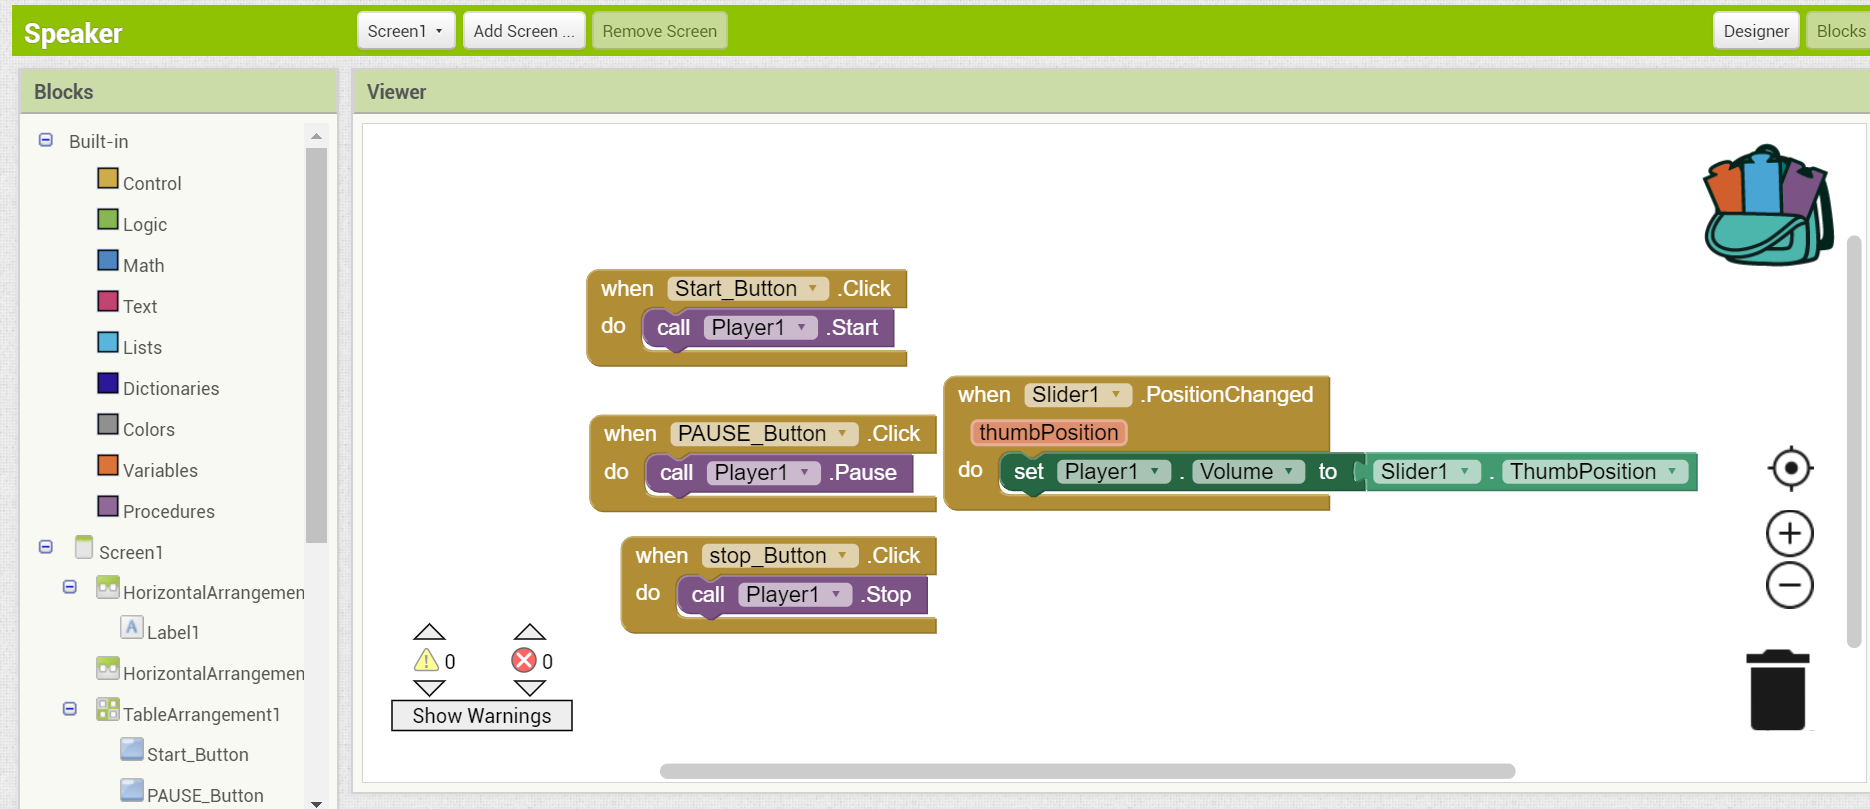 Speaker
Screen1
Add Screen ...
Remove Screen
Designer
Blocks
Blocks
Viewer
Built-in
Control
Logic
Math
Text
Lists
Dictionaries
Colors
Variables
Procedures
Screen1
HorizontalArrangemen
Label1
HorizontalArrangemen
TableArrangement1
Start_Button
PAUSE_Button
when Start_Button .Click
do call Player1 .Start
when PAUSE_Button .Click
do call Player1 .Pause
when stop_Button .Click
do call Player1 .Stop
when Slider1 .PositionChanged
thumbPosition
do set Player1 . Volume to Slider1 . ThumbPosition
0
0
Show Warnings